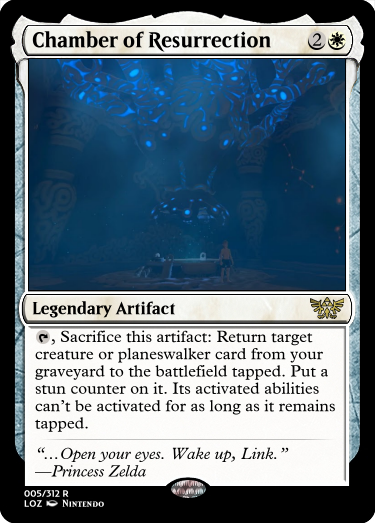 Chamber of Resurrection 2
Legendary Artifact
, Sacrifice this artifact: Return target
creature or planeswalker card from your
graveyard to the battlefield tapped. Put a
stun counter on it. Its activated abilities
can't be activated for as long as it remains
tapped.
“…Open your eyes. Wake up, Link.”
—Princess Zelda
005/312 R
LOZ Nintendo